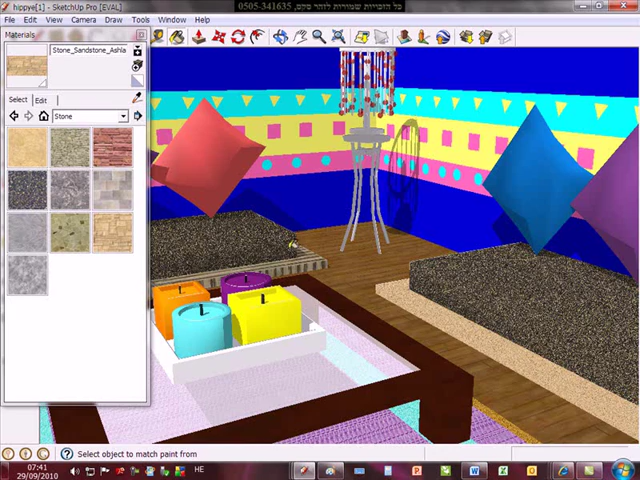 hippye[1] - SketchUp Pro [EVAL]
כל הזכויות שמורות לזהר סקס, 0505-341635
File Edit View Camera Draw Tools Window Help
Materials
Stone_Sandstone_Ashla
Select Edit
Stone
Select object to match paint from
07:41
29/09/2010
HE